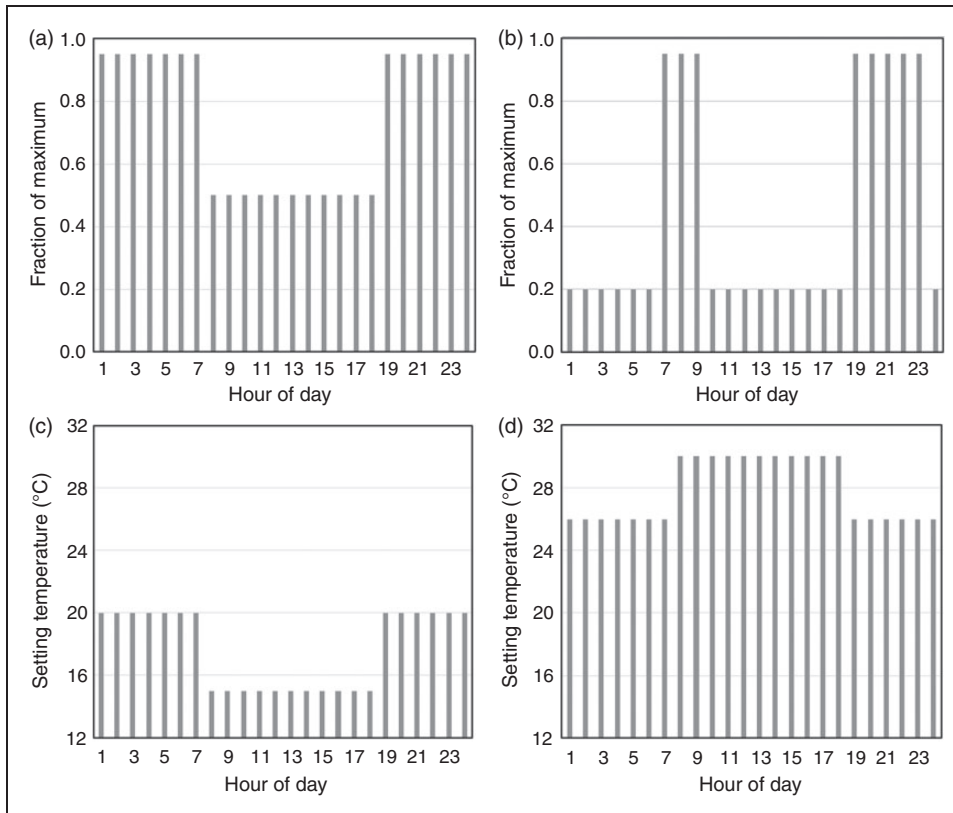 (a)
Fraction of maximum
1.0
0.8
0.6
0.4
0.2
0.0
1 3 5 7 9 11 13 15 17 19 21 23
Hour of day
(b)
Fraction of maximum
1.0
0.8
0.6
0.4
0.2
0.0
1 3 5 7 9 11 13 15 17 19 21 23
Hour of day
(c)
Setting temperature (°C)
32
28
24
20
16
12
1 3 5 7 9 11 13 15 17 19 21 23
Hour of day
(d)
Setting temperature (°C)
32
28
24
20
16
12
1 3 5 7 9 11 13 15 17 19 21 23
Hour of day